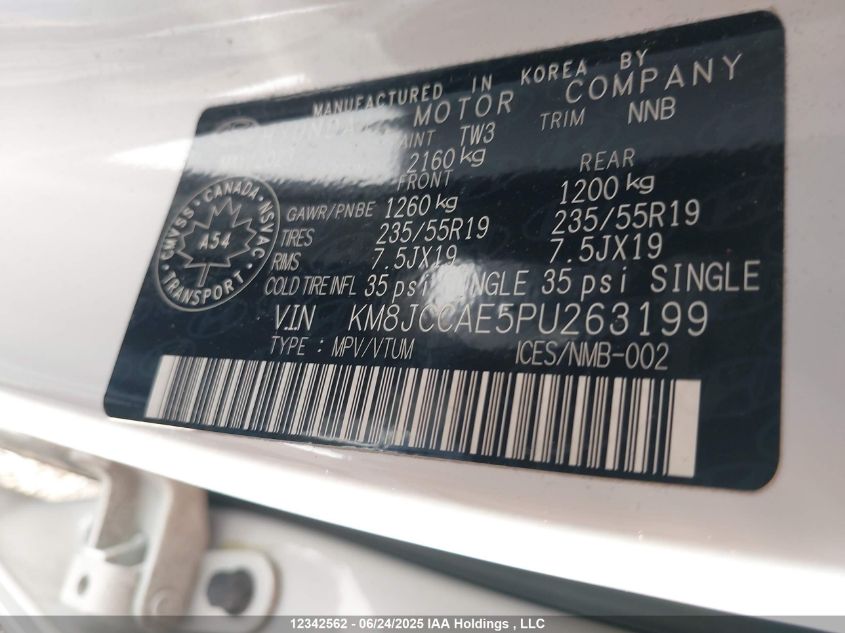 MANUFACTURED IN KOREA BY
MOTOR COMPANY
TW3 TRIM NNB
2160 kg
FRONT REAR
GAWR/PNBE 1260 kg 1200 kg
TIRES 235/55R19 235/55R19
RIMS 7.5JX19 7.5JX19
COLD TIRE INFL 35 psi SINGLE 35 psi SINGLE
VIN KM8JCCAE5PU263199
TYPE : MPV/VTUM ICES/NMB-002
CMVSS · CANADA · NSVAC
A54
· TRANSPORT ·
12342562 - 06/24/2025 IAA Holdings , LLC